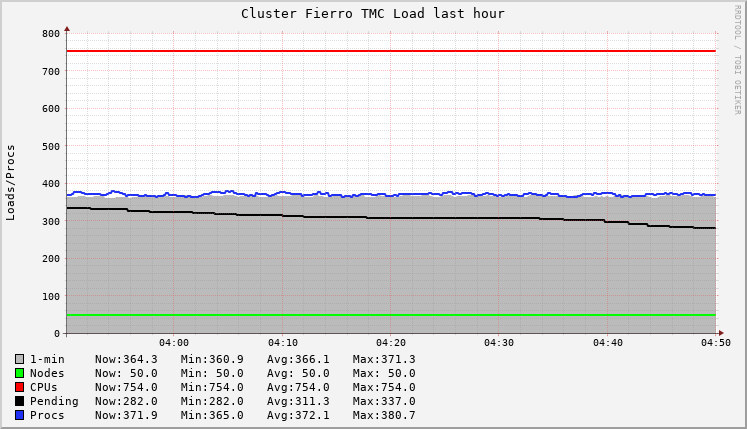 Cluster Fierro TMC Load last hour
RRDTOOL / TOBI OETIKER
Loads/Procs
800
700
600
500
400
300
200
100
0
04:00 04:10 04:20 04:30 04:40 04:50
1-min Now:364.3 Min:360.9 Avg:366.1 Max:371.3
Nodes Now: 50.0 Min: 50.0 Avg: 50.0 Max: 50.0
CPUs Now:754.0 Min:754.0 Avg:754.0 Max:754.0
Pending Now:282.0 Min:282.0 Avg:311.3 Max:337.0
Procs Now:371.9 Min:365.0 Avg:372.1 Max:380.7